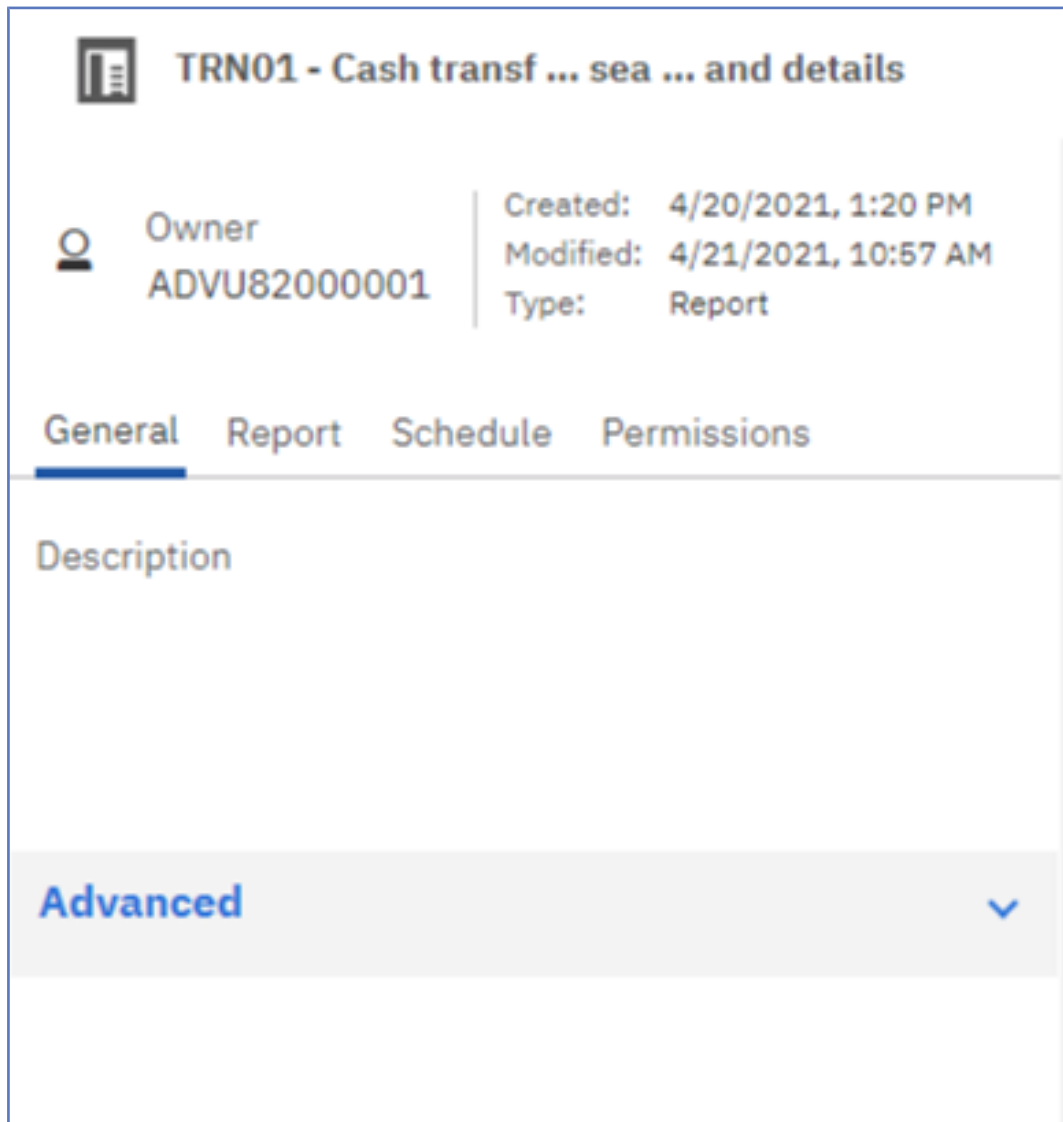 TRN01 - Cash transf ... sea ... and details
Owner
ADVU82000001
Created: 4/20/2021, 1:20 PM
Modified: 4/21/2021, 10:57 AM
Type: Report
General Report Schedule Permissions
Description
Advanced